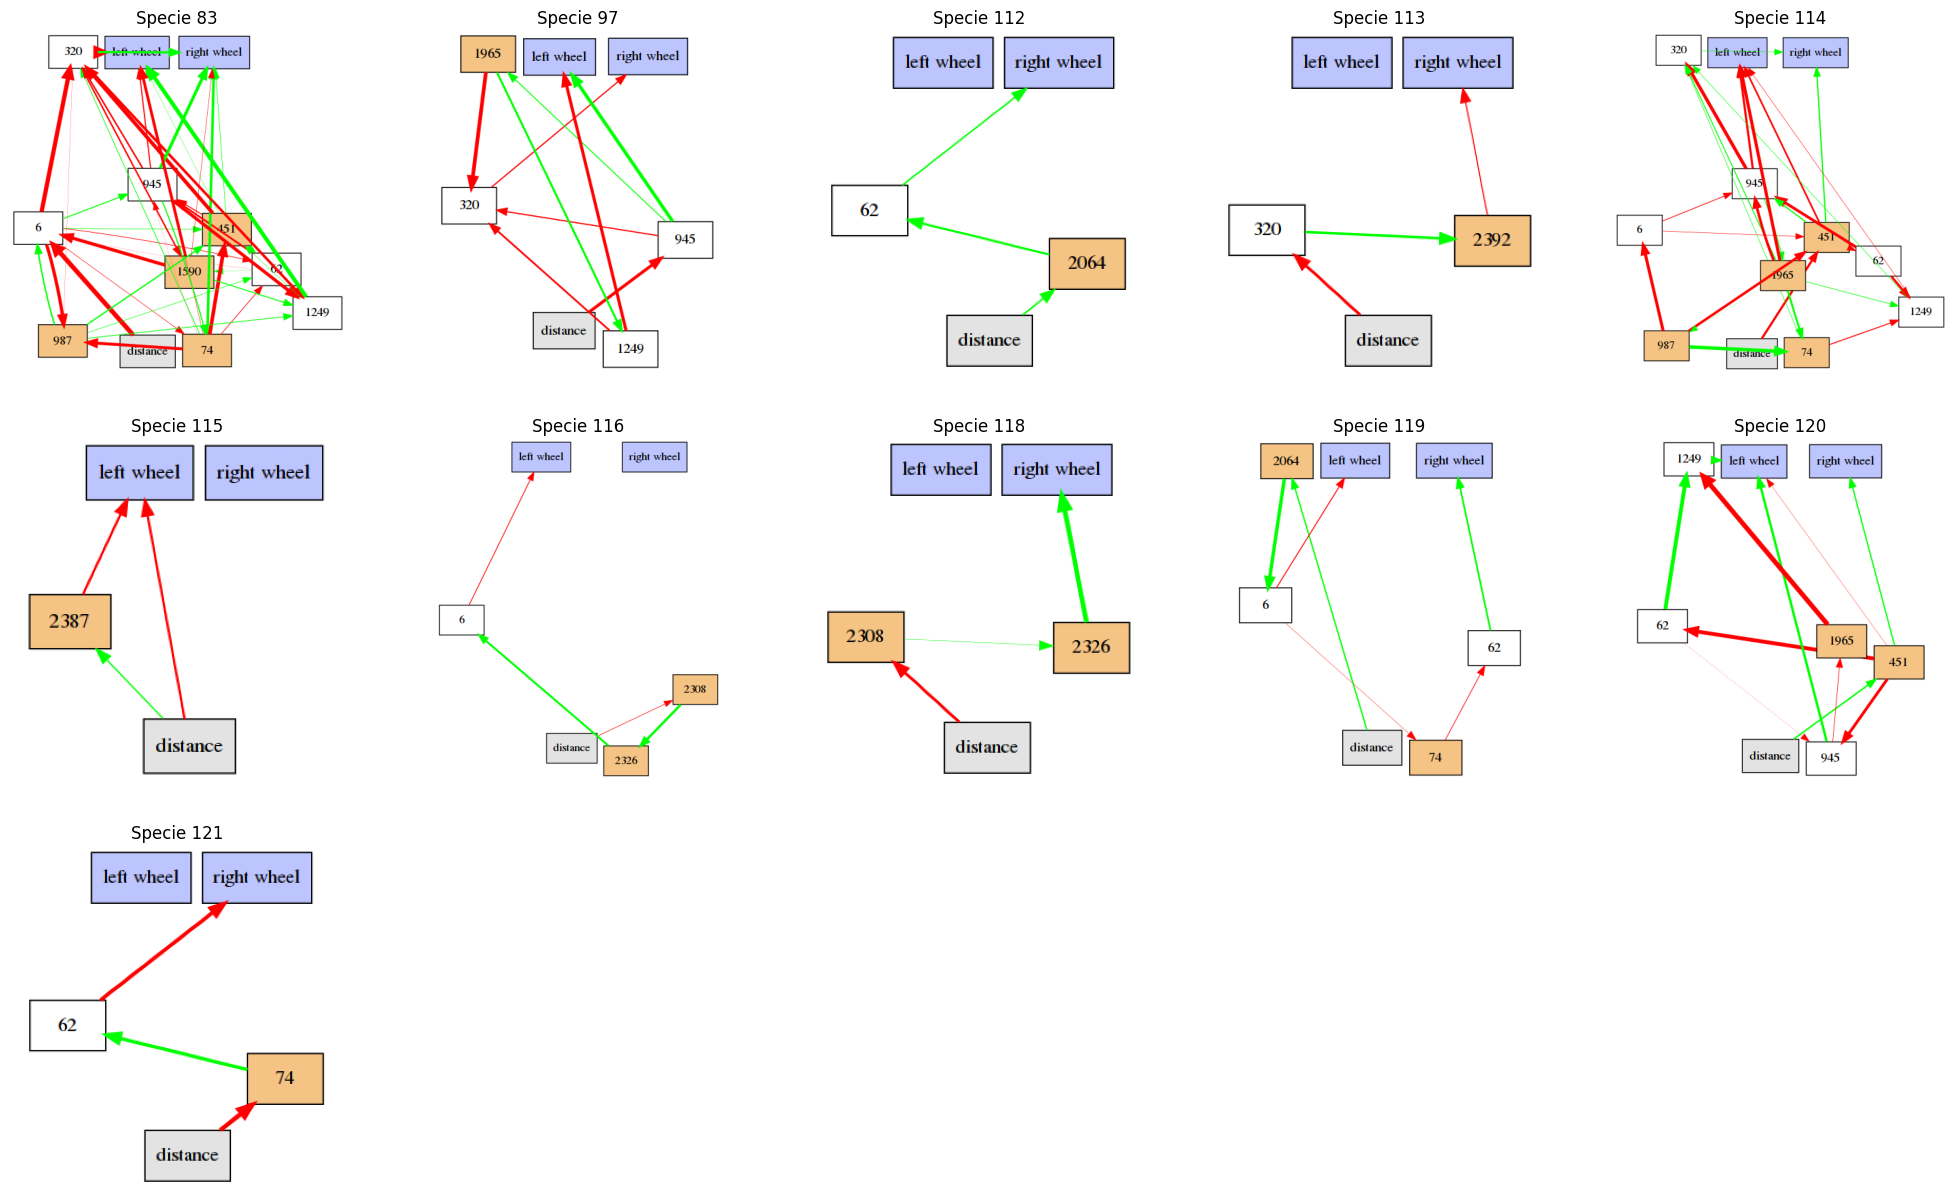 Specie 83
320
left wheel
right wheel
945
6
451
1590
62
1249
987
distance
74
Specie 97
1965
left wheel
right wheel
320
945
distance
1249
Specie 112
left wheel
right wheel
62
2064
distance
Specie 113
left wheel
right wheel
320
2392
distance
Specie 114
320
left wheel
right wheel
945
6
451
62
1965
1249
987
distance
74
Specie 115
left wheel
right wheel
2387
distance
Specie 116
left wheel
right wheel
6
2308
distance
2326
Specie 118
left wheel
right wheel
2308
2326
distance
Specie 119
2064
left wheel
right wheel
6
62
distance
74
Specie 120
1249
left wheel
right wheel
62
1965
451
distance
945
Specie 121
left wheel
right wheel
62
74
distance